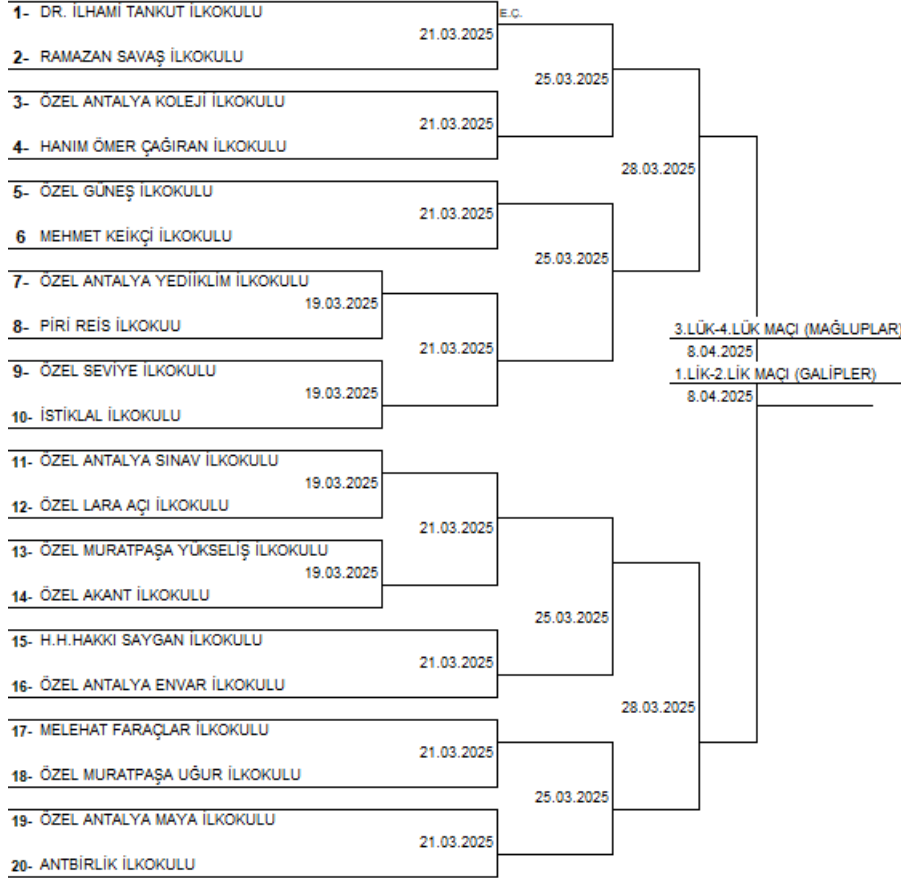 1- DR. İLHAMİ TANKUT İLKOKULU
E.Ç.
21.03.2025
2- RAMAZAN SAVAŞ İLKOKULU
25.03.2025
3- ÖZEL ANTALYA KOLEJİ İLKOKULU
21.03.2025
4- HANIM ÖMER ÇAĞIRAN İLKOKULU
28.03.2025
5- ÖZEL GÜNEŞ İLKOKULU
21.03.2025
6 MEHMET KEİKÇİ İLKOKULU
25.03.2025
7- ÖZEL ANTALYA YEDİİKLİM İLKOKULU
19.03.2025
8- PİRİ REİS İLKOKUU
3.LÜK-4.LÜK MAÇI (MAĞLUPLAR)
21.03.2025
8.04.2025
9- ÖZEL SEVİYE İLKOKULU
1.LİK-2.LİK MAÇI (GALİPLER)
19.03.2025
8.04.2025
10- İSTİKLAL İLKOKULU
11- ÖZEL ANTALYA SINAV İLKOKULU
19.03.2025
12- ÖZEL LARA AÇI İLKOKULU
21.03.2025
13- ÖZEL MURATPAŞA YÜKSELİŞ İLKOKULU
19.03.2025
14- ÖZEL AKANT İLKOKULU
25.03.2025
15- H.H.HAKKI SAYGAN İLKOKULU
21.03.2025
16- ÖZEL ANTALYA ENVAR İLKOKULU
28.03.2025
17- MELEHAT FARAÇLAR İLKOKULU
21.03.2025
18- ÖZEL MURATPAŞA UĞUR İLKOKULU
25.03.2025
19- ÖZEL ANTALYA MAYA İLKOKULU
21.03.2025
20- ANTBİRLİK İLKOKULU